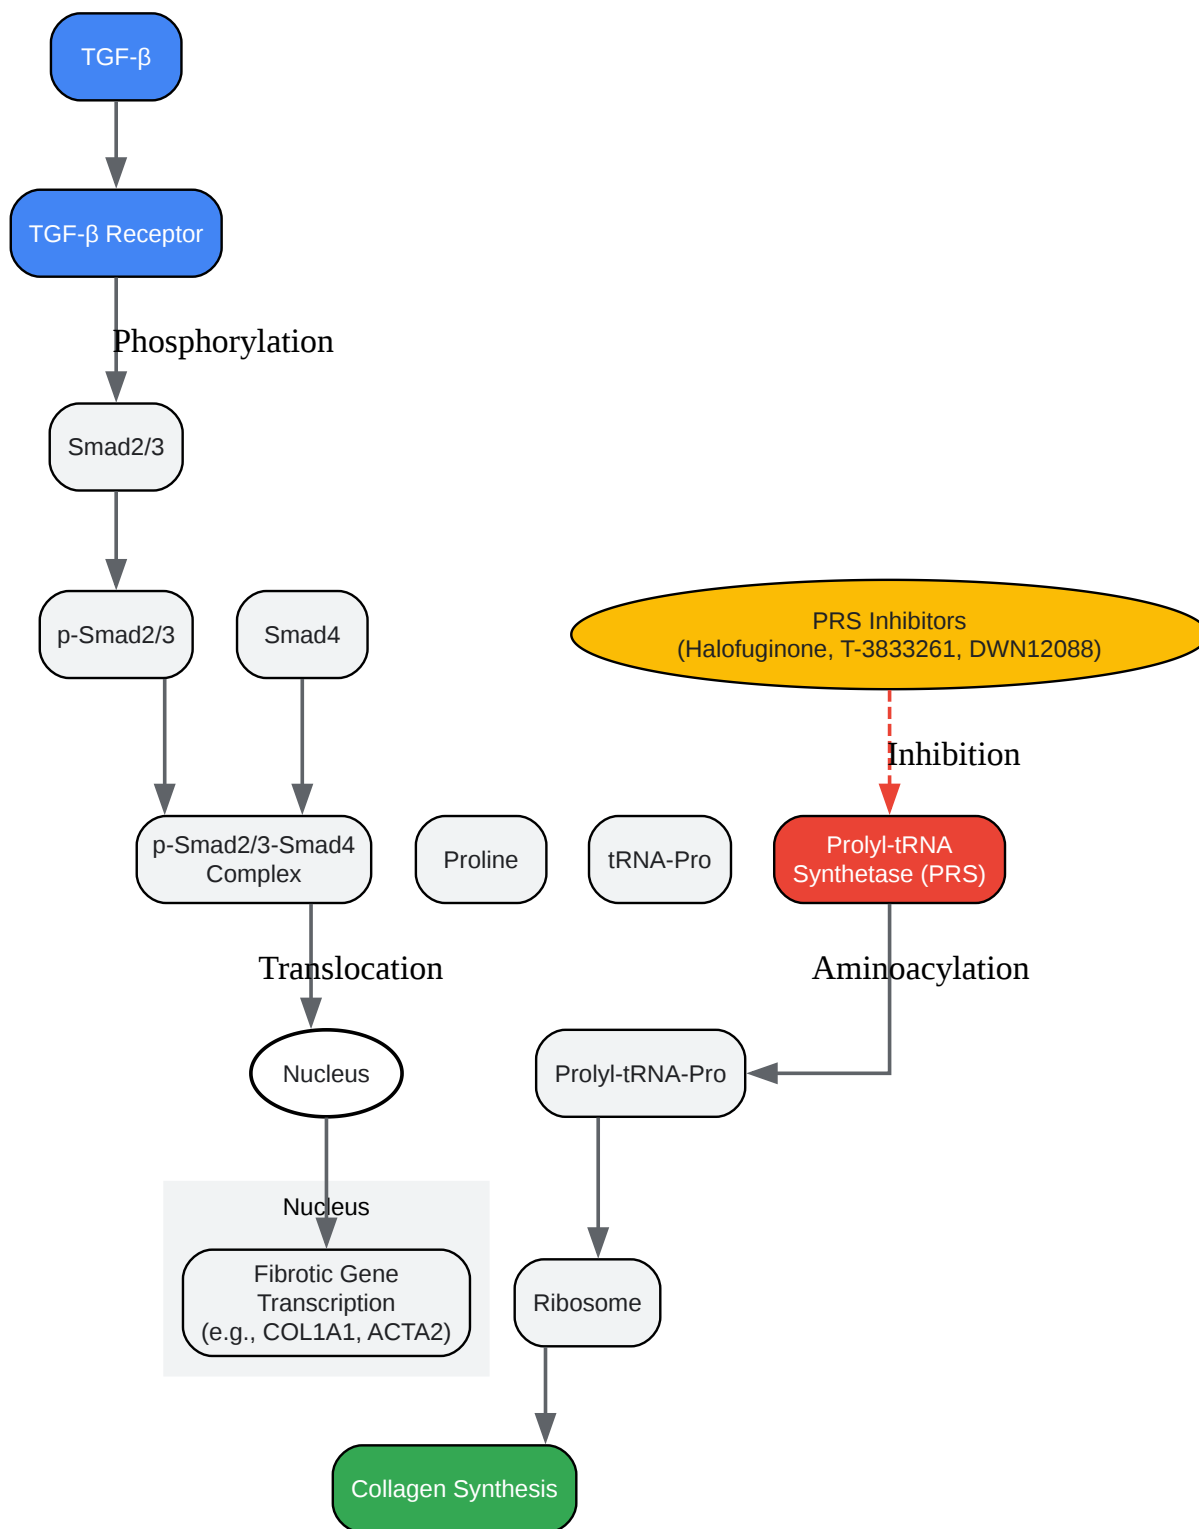 TGF-β
TGF-β Receptor
Phosphorylation
Smad2/3
p-Smad2/3
Smad4
PRS Inhibitors
(Halofuginone, T-3833261, DWN12088)
Inhibition
p-Smad2/3-Smad4
Complex
Proline
tRNA-Pro
Prolyl-tRNA
Synthetase (PRS)
Translocation
Aminoacylation
Nucleus
Prolyl-tRNA-Pro
Nucleus
Fibrotic Gene
Transcription
(e.g., COL1A1, ACTA2)
Ribosome
Collagen Synthesis